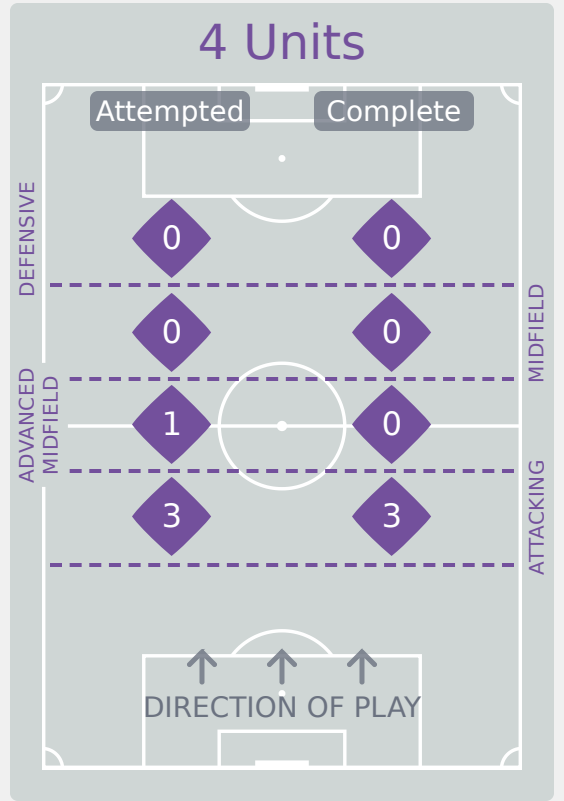 4 Units
Attempted
Complete
DEFENSIVE
0
0
MIDFIELD
0
0
ADVANCED
MIDFIELD
1
0
ATTACKING
3
3
DIRECTION OF PLAY